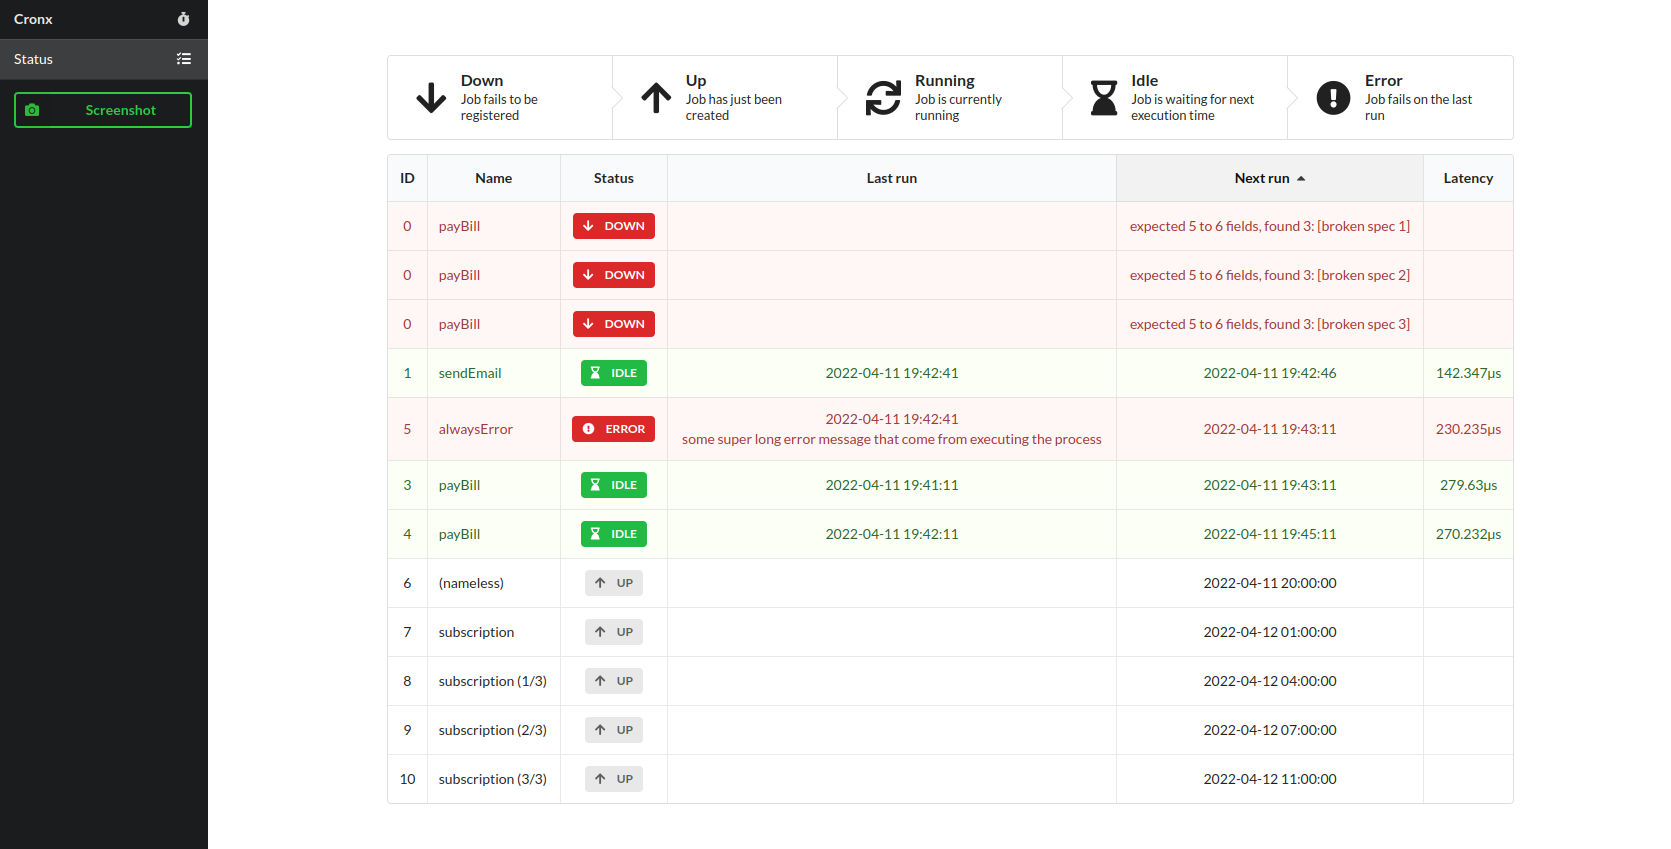 Cronx
Status
Screenshot
Down
Job fails to be
registered
Up
Job has just been
created
Running
Job is currently
running
Idle
Job is waiting for next
execution time
Error
Job fails on the last
run
ID Name Status Last run Next run Latency
0 payBill DOWN expected 5 to 6 fields, found 3: [broken spec 1]
0 payBill DOWN expected 5 to 6 fields, found 3: [broken spec 2]
0 payBill DOWN expected 5 to 6 fields, found 3: [broken spec 3]
1 sendEmail IDLE 2022-04-11 19:42:41 2022-04-11 19:42:46 142.347µs
5 alwaysError ERROR 2022-04-11 19:42:41
some super long error message that come from executing the process 2022-04-11 19:43:11 230.235µs
3 payBill IDLE 2022-04-11 19:41:11 2022-04-11 19:43:11 279.63µs
4 payBill IDLE 2022-04-11 19:42:11 2022-04-11 19:45:11 270.232µs
6 (nameless) UP 2022-04-11 20:00:00
7 subscription UP 2022-04-12 01:00:00
8 subscription (1/3) UP 2022-04-12 04:00:00
9 subscription (2/3) UP 2022-04-12 07:00:00
10 subscription (3/3) UP 2022-04-12 11:00:00